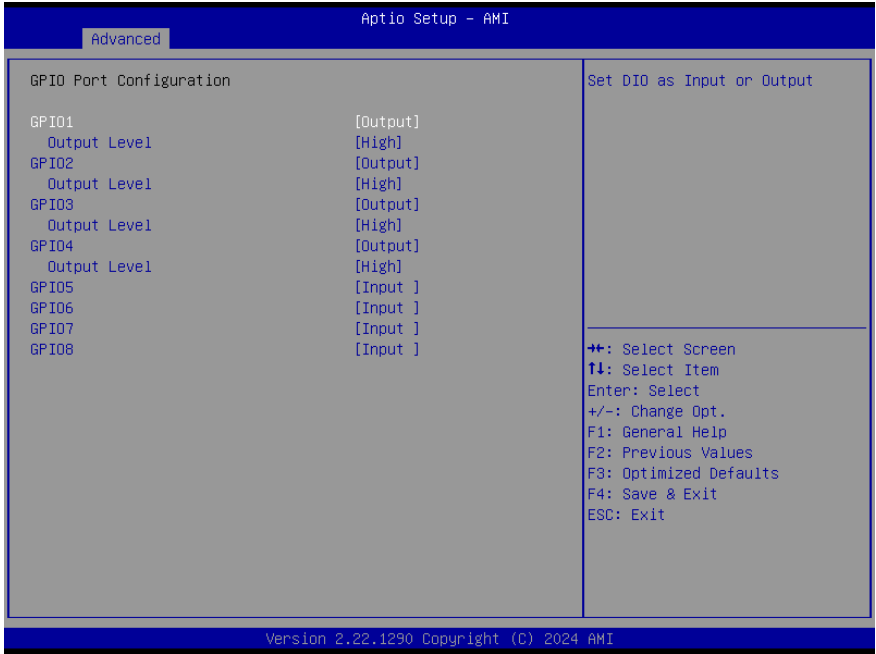 Aptio Setup – AMI
Advanced
GPIO Port Configuration
GPIO1 [Output]
Output Level [High]
GPIO2 [Output]
Output Level [High]
GPIO3 [Output]
Output Level [High]
GPIO4 [Output]
Output Level [High]
GPIO5 [Input ]
GPIO6 [Input ]
GPIO7 [Input ]
GPIO8 [Input ]
Set DIO as Input or Output
→←: Select Screen
↑↓: Select Item
Enter: Select
+/-: Change Opt.
F1: General Help
F2: Previous Values
F3: Optimized Defaults
F4: Save & Exit
ESC: Exit
Version 2.22.1290 Copyright (C) 2024 AMI